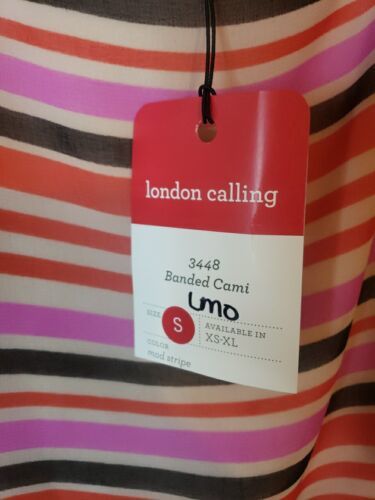 london calling
3448
Banded Cami
LMO
SIZE S AVAILABLE IN
XS-XL
COLOR
mod stripe